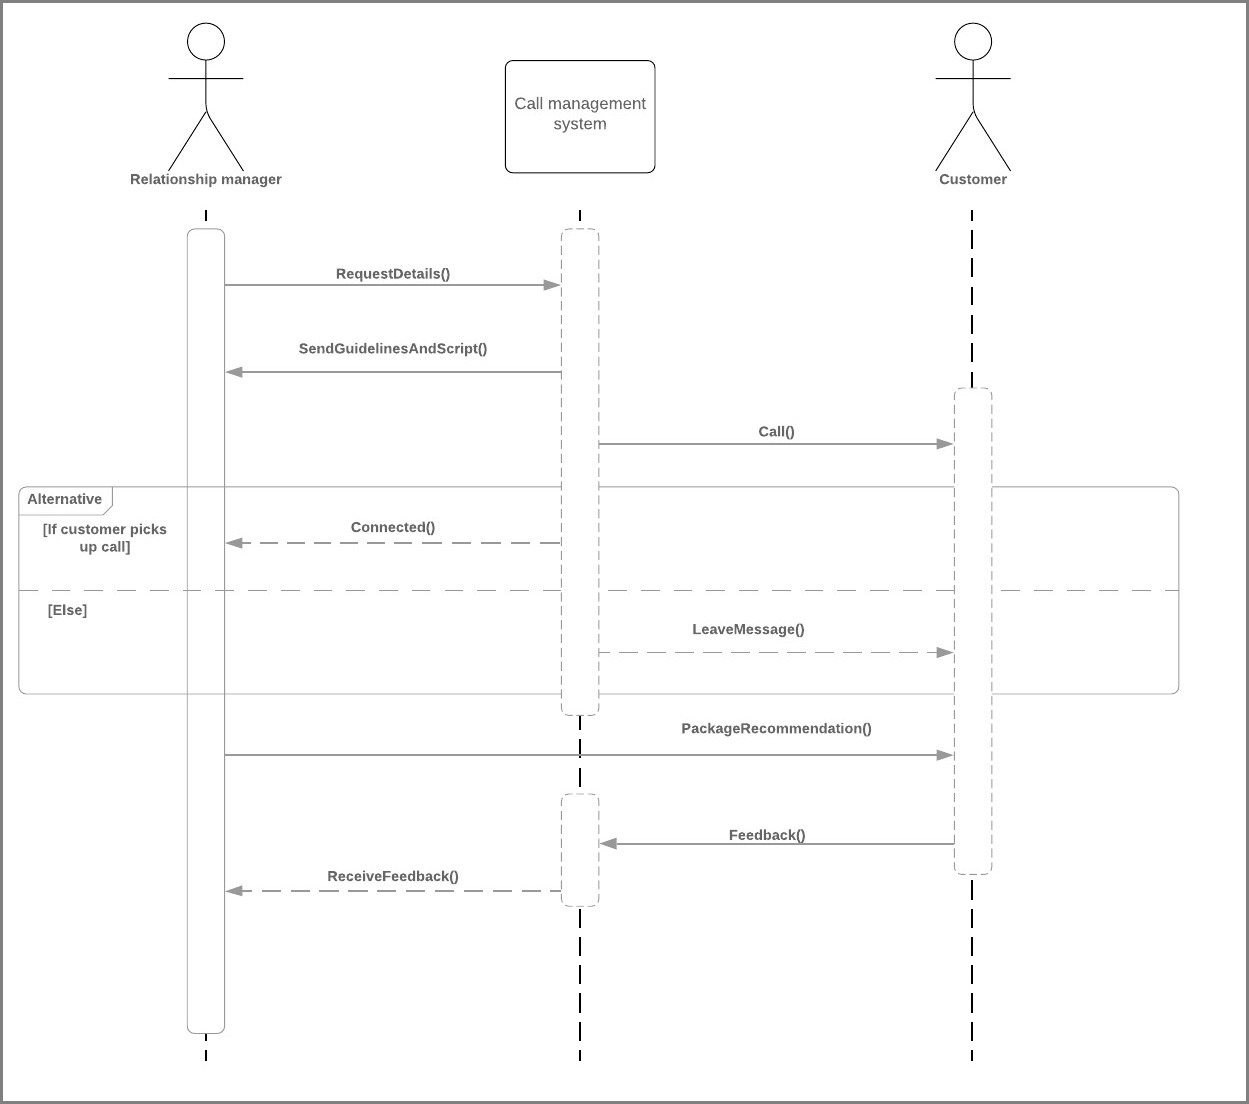 Call management
system
Relationship manager
Customer
RequestDetails()
SendGuidelinesAndScript()
Call()
Alternative
[If customer picks
up call]
Connected()
[Else]
LeaveMessage()
PackageRecommendation()
Feedback()
ReceiveFeedback()